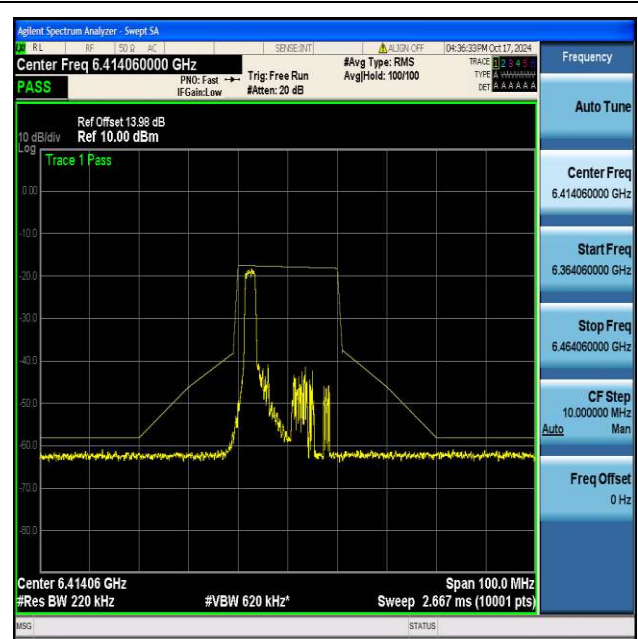 Agilent Spectrum Analyzer - Swept SA
RL RF 50 Ω AC SENSE:INT ALIGN OFF 04:36:33PM Oct 17, 2024
Center Freq 6.414060000 GHz
#Avg Type: RMS
TRACE 1 2 3 4 5 6
PASS
PNO: Fast
Trig: Free Run
Avg|Hold: 100/100
TYPE A
IFGain:Low
#Atten: 20 dB
DET A A A A A A
Ref Offset 13.98 dB
10 dB/div Ref 10.00 dBm
Log
Trace 1 Pass
0.00
-10.0
-20.0
-30.0
-40.0
-50.0
-60.0
-70.0
-80.0
Center 6.41406 GHz Span 100.0 MHz
#Res BW 220 kHz #VBW 620 kHz* Sweep 2.667 ms (10001 pts)
MSG STATUS
Frequency
Auto Tune
Center Freq
6.414060000 GHz
Start Freq
6.364060000 GHz
Stop Freq
6.464060000 GHz
CF Step
10.000000 MHz
Auto Man
Freq Offset
0 Hz